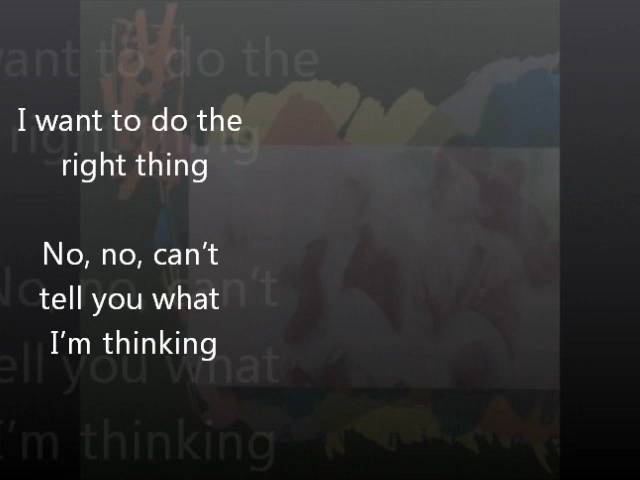 I want to do the
right thing
No, no, can't
tell you what
I'm thinking